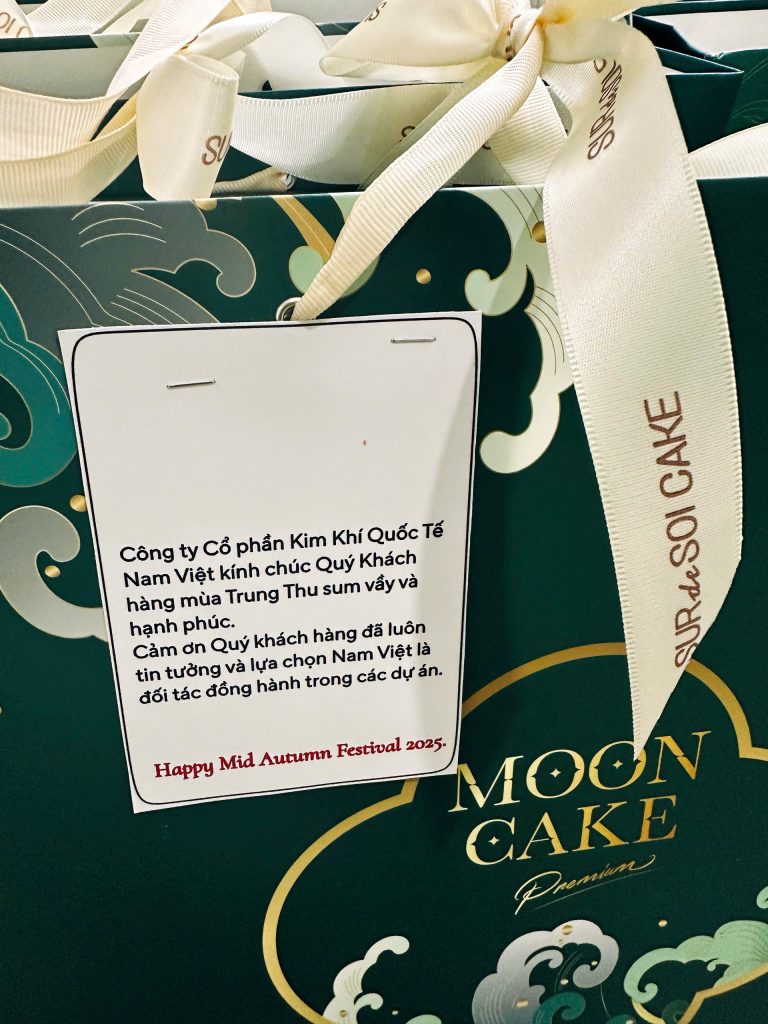 SUR de SOI CAKE
Công ty Cổ phần Kim Khí Quốc Tế
Nam Việt kính chúc Quý Khách
hàng mùa Trung Thu sum vầy và
hạnh phúc.
Cảm ơn Quý khách hàng đã luôn
tin tưởng và lựa chọn Nam Việt là
đối tác đồng hành trong các dự án.
Happy Mid Autumn Festival 2025.
MOON
CAKE
Premium